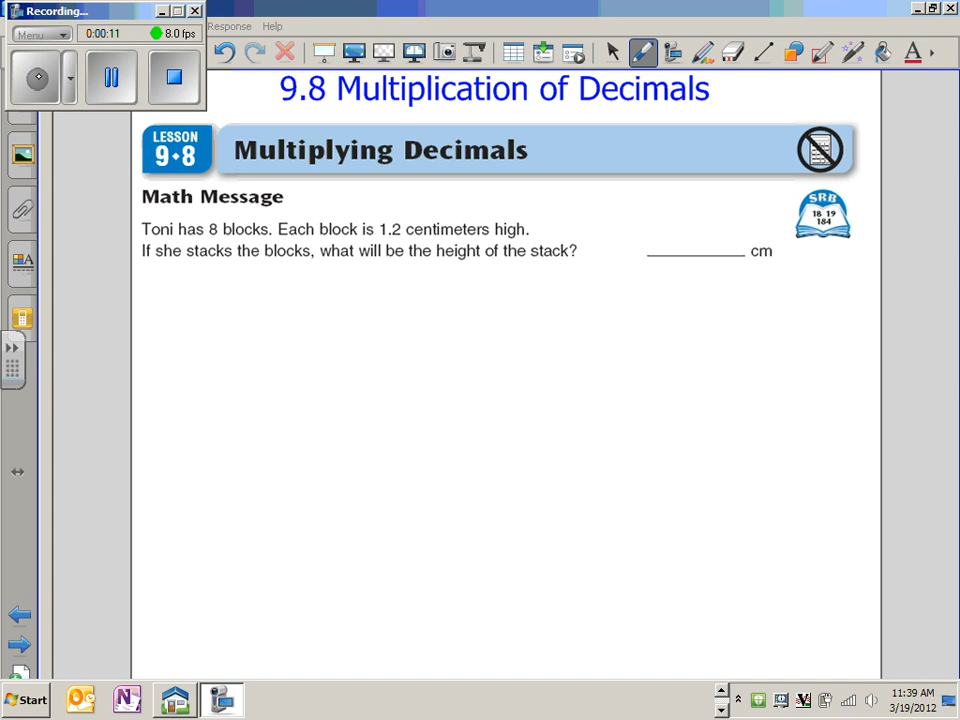 Recording...
Menu
0:00:11
8.0 fps
Response Help
9.8 Multiplication of Decimals
LESSON
9•8
Multiplying Decimals
Math Message
SRB
18 19
184
Toni has 8 blocks. Each block is 1.2 centimeters high.
If she stacks the blocks, what will be the height of the stack? __________ cm
Start
11:39 AM
3/19/2012